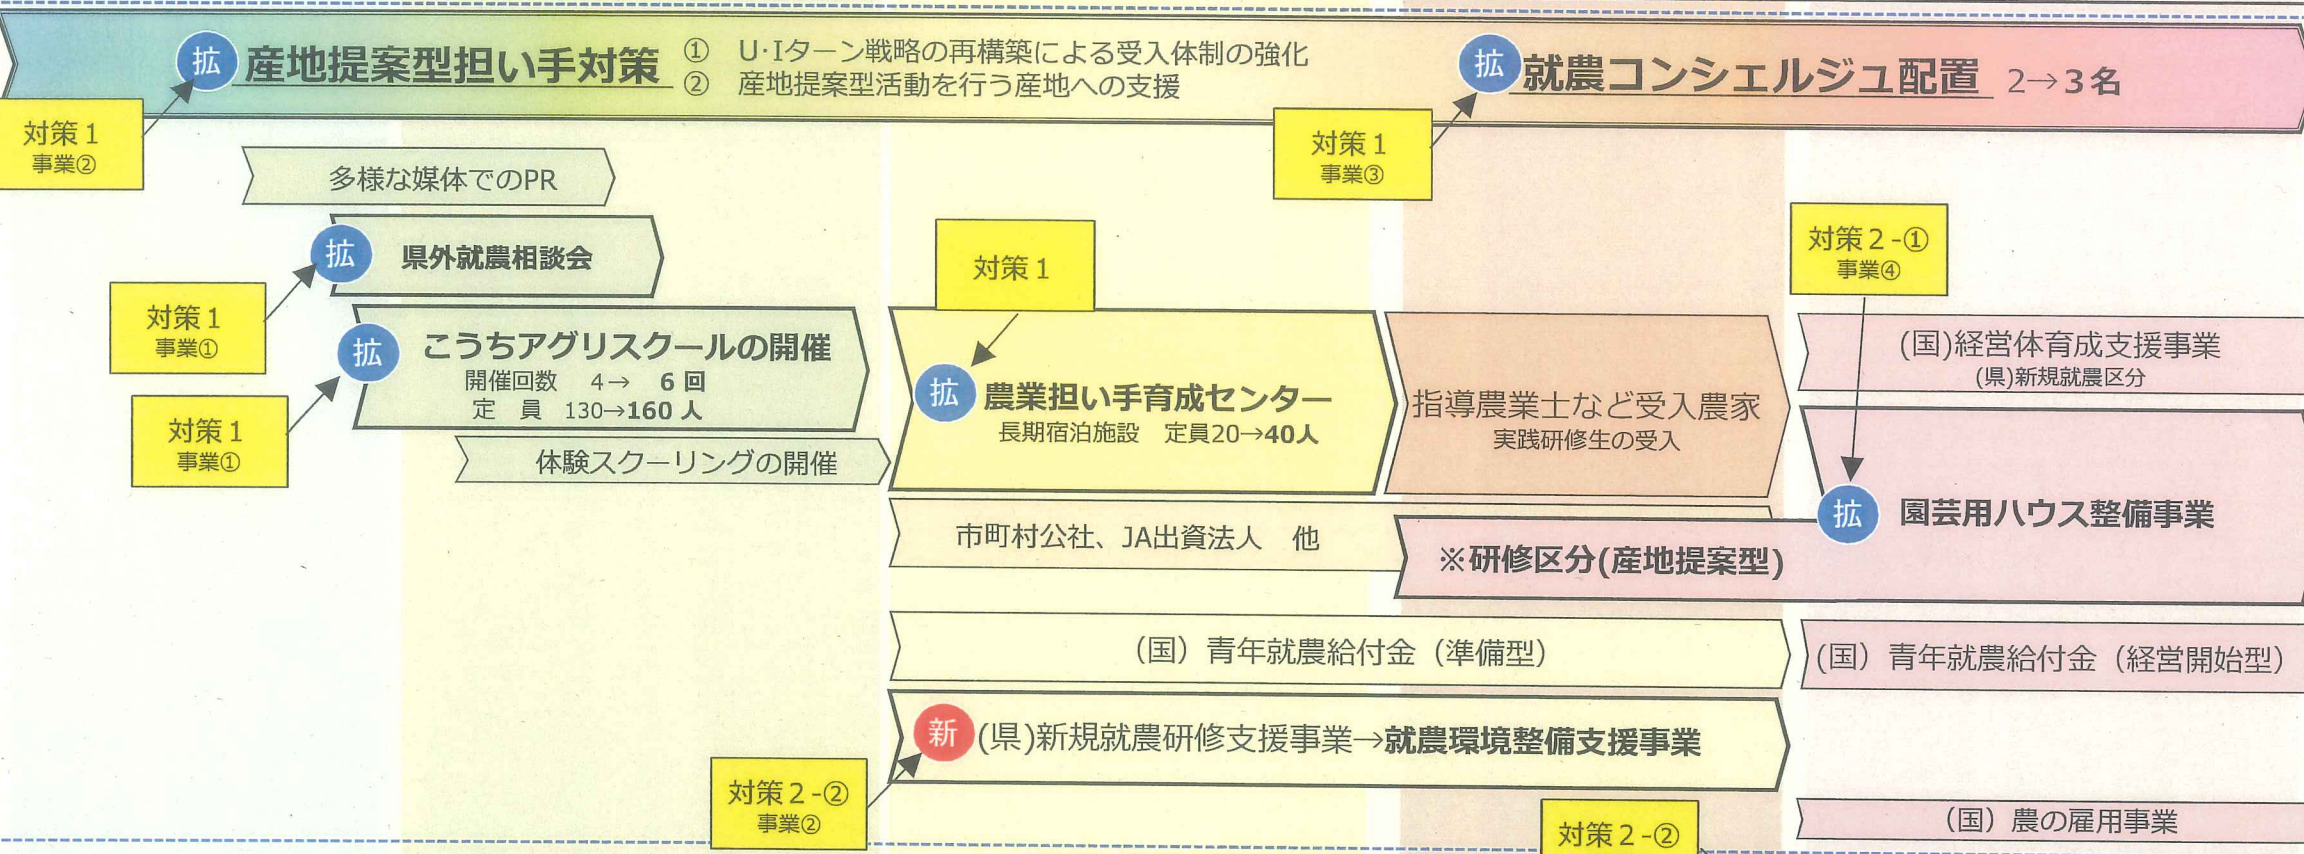 拡 産地提案型担い手対策
① U・Iターン戦略の再構築による受入体制の強化
② 産地提案型活動を行う産地への支援
拡 就農コンシェルジュ配置 2→3名
対策1
事業②
対策1
事業③
多様な媒体でのPR
拡 県外就農相談会
対策1
事業①
拡 こうちアグリスクールの開催
開催回数 4→ 6回
定 員 130→160人
対策1
事業①
体験スクーリングの開催
対策1
拡 農業担い手育成センター
長期宿泊施設 定員20→40人
指導農業士など受入農家
実践研修生の受入
対策2-①
事業④
(国)経営体育成支援事業
(県)新規就農区分
拡 園芸用ハウス整備事業
市町村公社、JA出資法人 他
※研修区分(産地提案型)
(国)青年就農給付金(準備型)
(国)青年就農給付金(経営開始型)
新 (県)新規就農研修支援事業→就農環境整備支援事業
対策2-②
事業②
対策2-②
(国)農の雇用事業